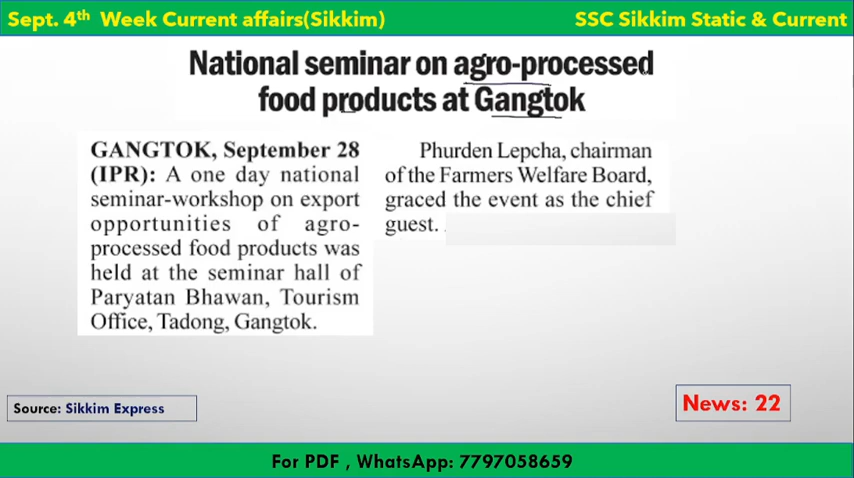 Sept. 4th Week Current affairs(Sikkim)
SSC Sikkim Static & Current
National seminar on agro-processed
food products at Gangtok
GANGTOK, September 28
(IPR): A one day national
seminar-workshop on export
opportunities of agro-
processed food products was
held at the seminar hall of
Paryatan Bhawan, Tourism
Office, Tadong, Gangtok.
Phurden Lepcha, chairman
of the Farmers Welfare Board,
graced the event as the chief
guest.
Source: Sikkim Express
News: 22
For PDF , WhatsApp: 7797058659